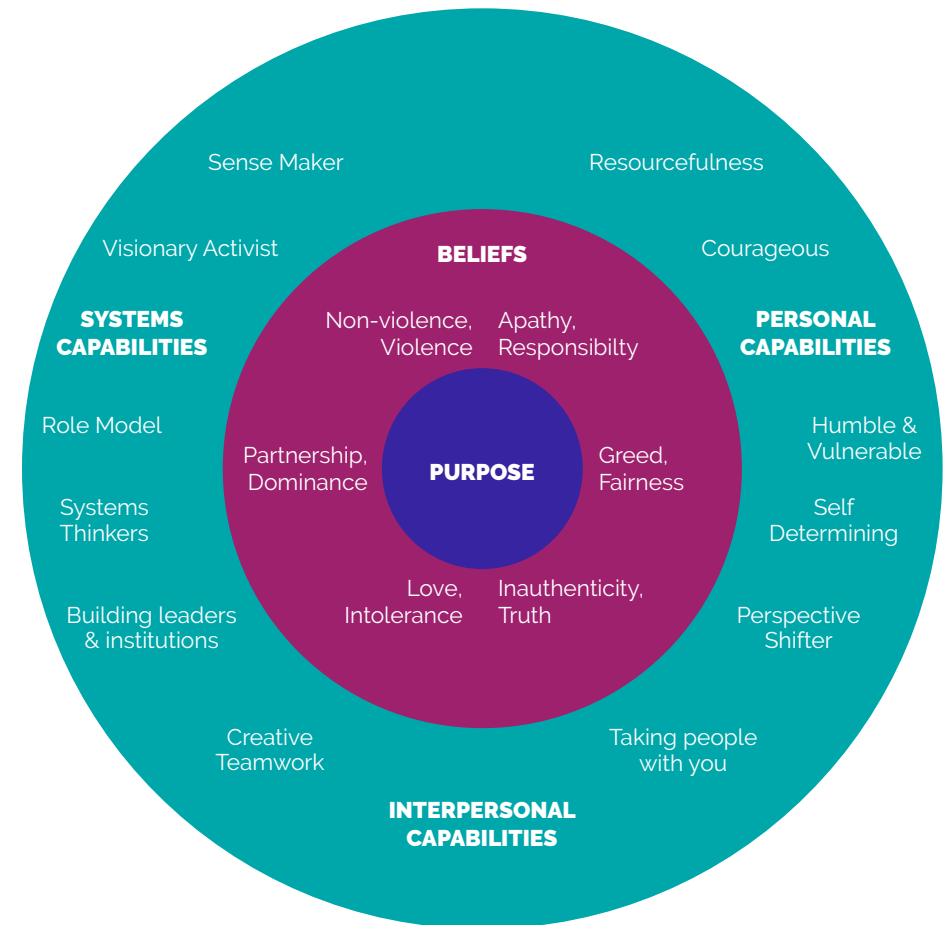 Sense Maker
Resourcefulness
Visionary Activist
Courageous
SYSTEMS
CAPABILITIES
PERSONAL
CAPABILITIES
Role Model
Humble &
Vulnerable
Systems
Thinkers
Self
Determining
Building leaders
& institutions
Perspective
Shifter
Creative
Teamwork
Taking people
with you
INTERPERSONAL
CAPABILITIES
BELIEFS
Non-violence,
Violence
Apathy,
Responsibilty
Partnership,
Dominance
Greed,
Fairness
Love,
Intolerance
Inauthenticity,
Truth
PURPOSE